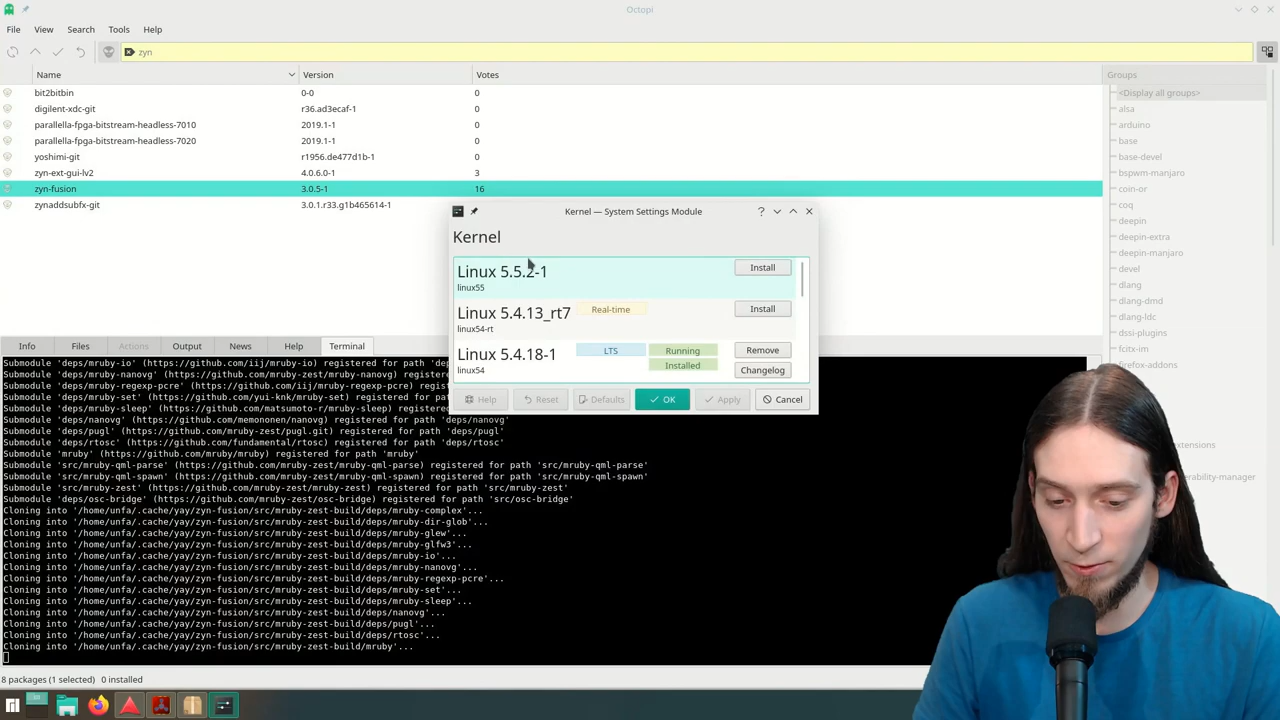 Octopi
File View Search Tools Help
zyn
Name Version Votes
bit2bitbin 0-0 0
digilent-xdc-git r36.ad3ecaf-1 0
parallella-fpga-bitstream-headless-7010 2019.1-1 0
parallella-fpga-bitstream-headless-7020 2019.1-1 0
yoshimi-git r1956.de477d1b-1 0
zyn-ext-gui-lv2 4.0.6.0-1 3
zyn-fusion 3.0.5-1 16
zynaddsubfx-git 3.0.1.r33.g1b465614-1
Groups
<Display all groups>
alsa
arduino
base
base-devel
bspwm-manjaro
coin-or
coq
deepin
deepin-extra
deepin-manjaro
devel
dlang
dlang-dmd
dlang-ldc
dssi-plugins
fcitx-im
firefox-addons
Kernel — System Settings Module
Kernel
Linux 5.5.2-1 Install
linux55
Linux 5.4.13_rt7 Real-time Install
linux54-rt
Linux 5.4.18-1 LTS Running Remove
Installed
linux54 Changelog
Help Reset Defaults OK Apply Cancel
Info Files Actions Output News Help Terminal
Submodule 'deps/mruby-io' (https://github.com/iij/mruby-io) registered for path 'dep
Submodule 'deps/mruby-nanovg' (https://github.com/mruby-zest/mruby-nanovg) registere
Submodule 'deps/mruby-regexp-pcre' (https://github.com/iij/mruby-regexp-pcre) regist
Submodule 'deps/mruby-set' (https://github.com/yui-knk/mruby-set) registered for pat
Submodule 'deps/mruby-sleep' (https://github.com/matsumoto-r/mruby-sleep) registered
Submodule 'deps/nanovg' (https://github.com/memononen/nanovg) registered for path 'deps/nanovg'
Submodule 'deps/pugl' (https://github.com/mruby-zest/pugl.git) registered for path 'deps/pugl'
Submodule 'deps/rtosc' (https://github.com/fundamental/rtosc) registered for path 'deps/rtosc'
Submodule 'mruby' (https://github.com/mruby/mruby) registered for path 'mruby'
Submodule 'src/mruby-qml-parse' (https://github.com/mruby-zest/mruby-qml-parse) registered for path 'src/mruby-qml-parse'
Submodule 'src/mruby-qml-spawn' (https://github.com/mruby-zest/mruby-qml-spawn) registered for path 'src/mruby-qml-spawn'
Submodule 'src/mruby-zest' (https://github.com/mruby-zest/mruby-zest) registered for path 'src/mruby-zest'
Submodule 'deps/osc-bridge' (https://github.com/mruby-zest/osc-bridge) registered for path 'src/osc-bridge'
Cloning into '/home/unfa/.cache/yay/zyn-fusion/src/mruby-zest-build/deps/mruby-complex'...
Cloning into '/home/unfa/.cache/yay/zyn-fusion/src/mruby-zest-build/deps/mruby-dir-glob'...
Cloning into '/home/unfa/.cache/yay/zyn-fusion/src/mruby-zest-build/deps/mruby-glew'...
Cloning into '/home/unfa/.cache/yay/zyn-fusion/src/mruby-zest-build/deps/mruby-glfw3'...
Cloning into '/home/unfa/.cache/yay/zyn-fusion/src/mruby-zest-build/deps/mruby-io'...
Cloning into '/home/unfa/.cache/yay/zyn-fusion/src/mruby-zest-build/deps/mruby-nanovg'...
Cloning into '/home/unfa/.cache/yay/zyn-fusion/src/mruby-zest-build/deps/mruby-regexp-pcre'...
Cloning into '/home/unfa/.cache/yay/zyn-fusion/src/mruby-zest-build/deps/mruby-set'...
Cloning into '/home/unfa/.cache/yay/zyn-fusion/src/mruby-zest-build/deps/mruby-sleep'...
Cloning into '/home/unfa/.cache/yay/zyn-fusion/src/mruby-zest-build/deps/nanovg'...
Cloning into '/home/unfa/.cache/yay/zyn-fusion/src/mruby-zest-build/deps/pugl'...
Cloning into '/home/unfa/.cache/yay/zyn-fusion/src/mruby-zest-build/deps/rtosc'...
Cloning into '/home/unfa/.cache/yay/zyn-fusion/src/mruby-zest-build/mruby'...
8 packages (1 selected) 0 installed